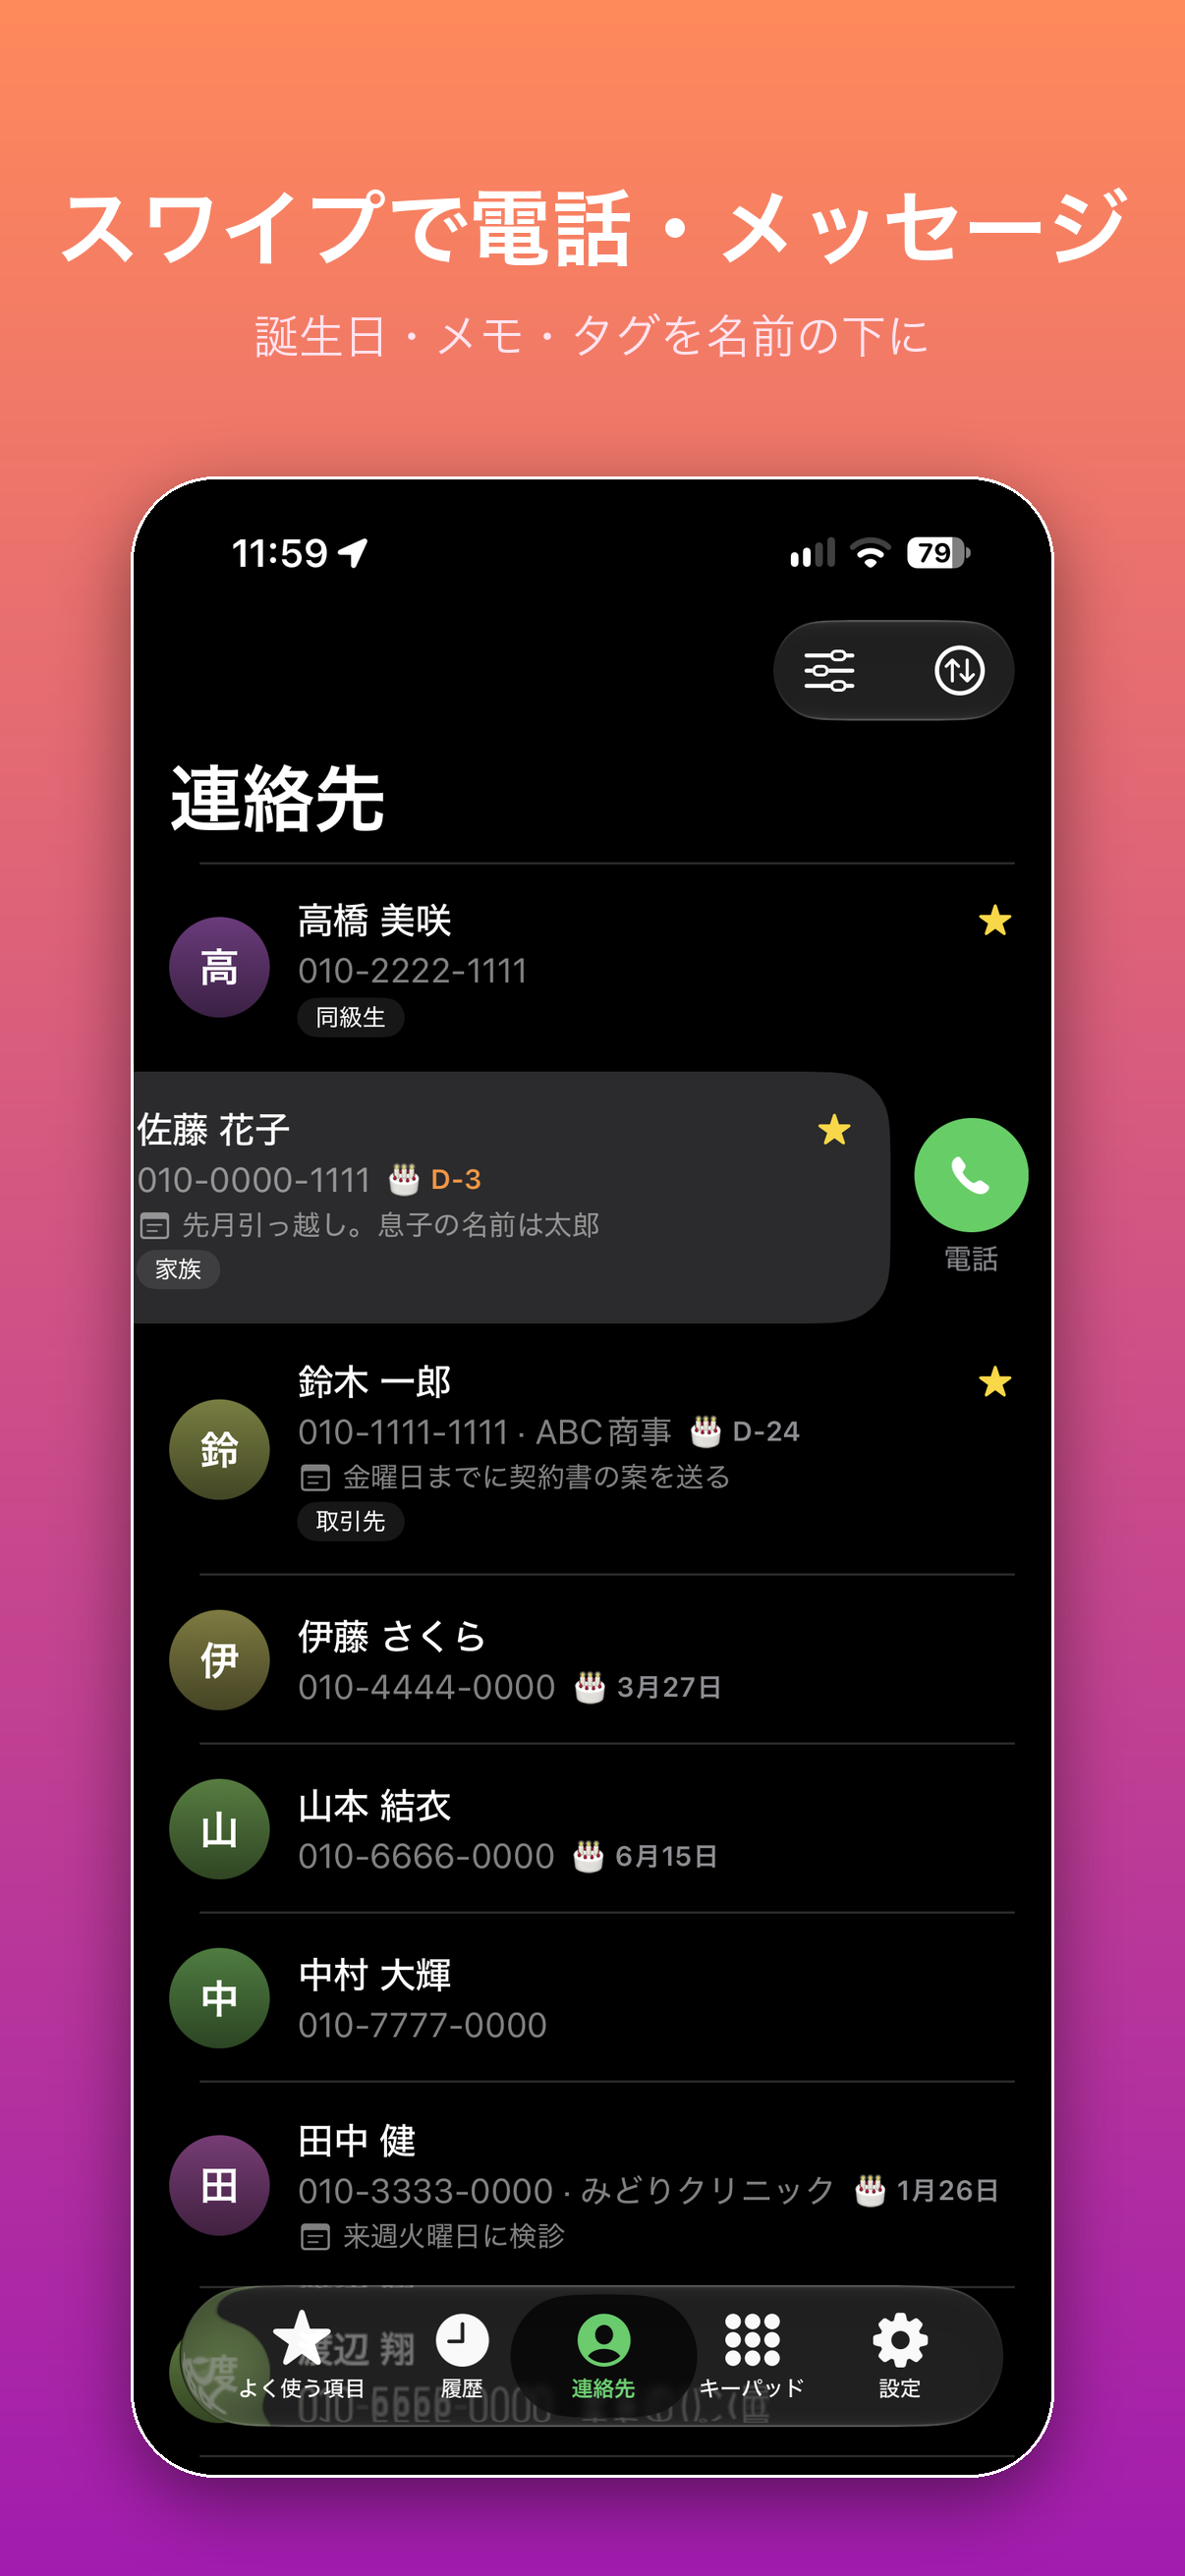 スワイプで電話・メッセージ
誕生日・メモ・タグを名前の下に
11:59
79
連絡先
高
高橋 美咲
010-2222-1111
同級生
佐藤 花子
010-0000-1111 D-3
先月引っ越し。息子の名前は太郎
家族
電話
鈴
鈴木 一郎
010-1111-1111 · ABC商事 D-24
金曜日までに契約書の案を送る
取引先
伊
伊藤 さくら
010-4444-0000 3月27日
山
山本 結衣
010-6666-0000 6月15日
中
中村 大輝
010-7777-0000
田
田中 健
010-3333-0000 · みどりクリニック 1月26日
来週火曜日に検診
渡辺 翔
よく使う項目 履歴 連絡先 キーパッド 設定